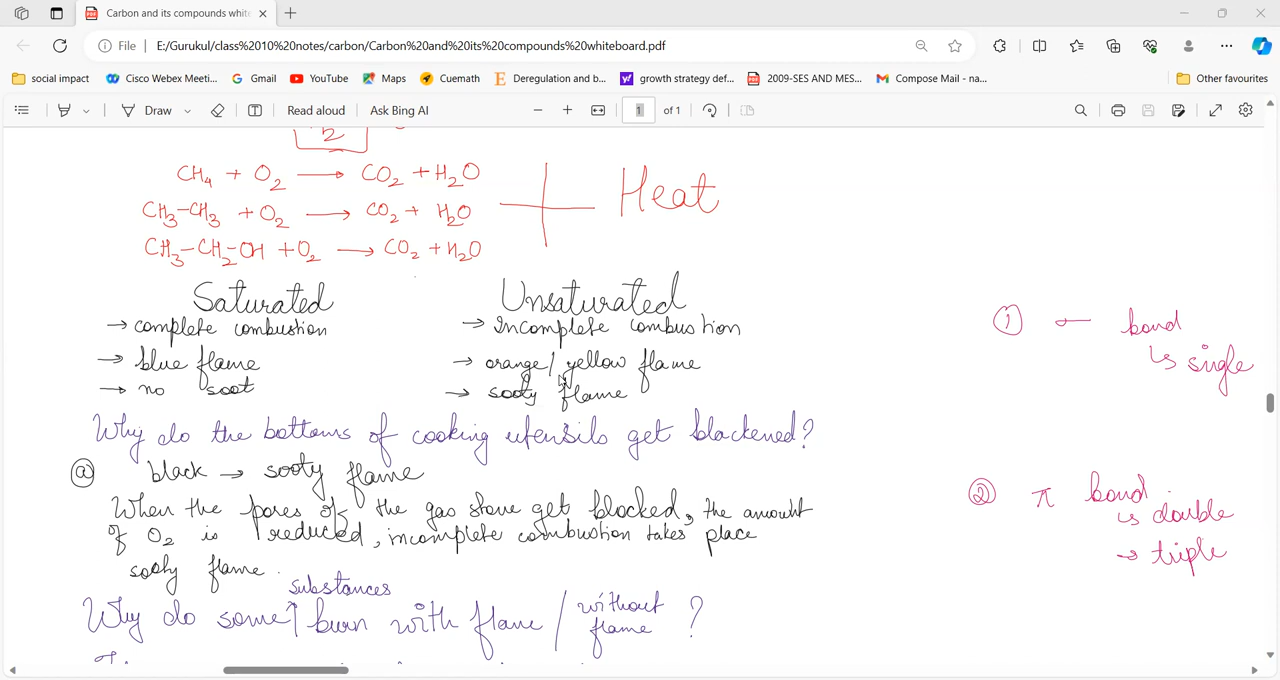 Carbon and its compounds white
File
E:/Gurukul/class%2010%20notes/carbon/Carbon%20and%20its%20compounds%20whiteboard.pdf
social impact Cisco Webex Meeti... Gmail YouTube Maps Cuemath Deregulation and b... growth strategy def... 2009-SES AND MES... Compose Mail - na... Other favourites
Draw Read aloud Ask Bing AI 1 of 1
2
CH₄ + O₂ → CO₂ + H₂O
Heat
CH₃-CH₃ + O₂ → CO₂ + H₂O
CH₃-CH₂-OH + O₂ → CO₂ + H₂O
Saturated Unsaturated
→ complete combustion → Incomplete combustion
→ blue flame → orange/yellow flame
→ no soot → sooty flame
① bond
↳ single
Why do the bottoms of cooking utensils get blackened?
ⓐ black → sooty flame
When the pores of the gas stove get blocked, the amount
of O₂ is reduced, incomplete combustion takes place
sooty flame.
② π bond
↳ double
→ triple
substances
Why do some burn with flame / without flame ?